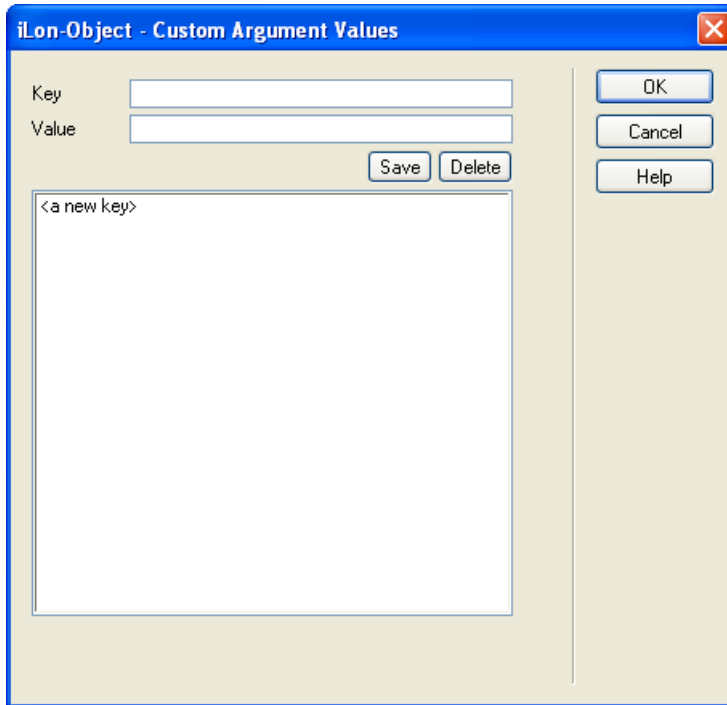 iLon-Object - Custom Argument Values
Key
Value
Save Delete
<a new key>
OK
Cancel
Help